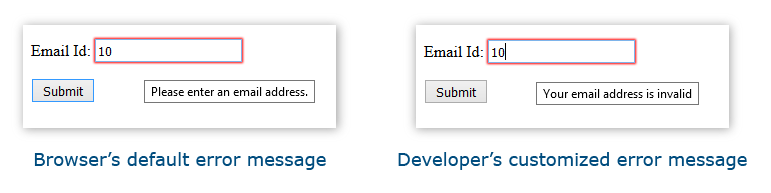 Email Id: 10
Submit
Please enter an email address.
Browser's default error message
Email Id: 10
Submit
Your email address is invalid
Developer's customized error message